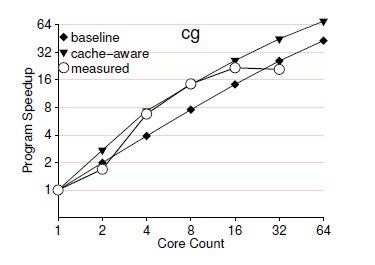 cg
64
32
16
8
4
2
1
baseline
cache-aware
measured
Program Speedup
1 2 4 8 16 32 64
Core Count